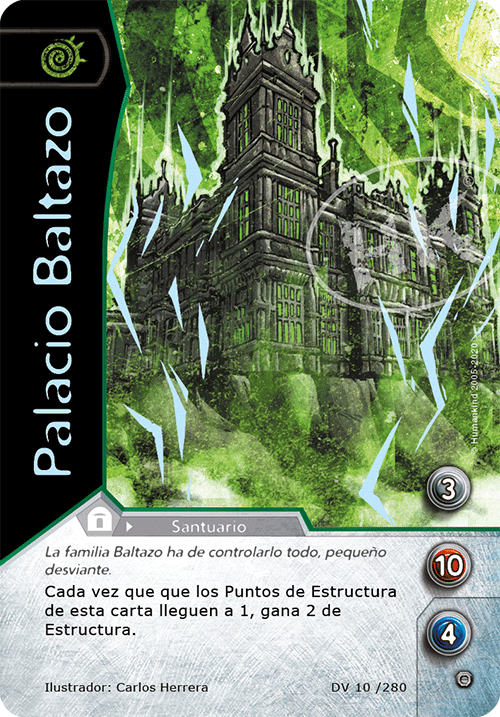 Palacio Baltazo
© Humankind 2005-2020
3
Santuario
La familia Baltazo ha de controlarlo todo, pequeño
desviante.
Cada vez que que los Puntos de Estructura
de esta carta lleguen a 1, gana 2 de
Estructura.
10
4
Ilustrador: Carlos Herrera
DV 10 /280